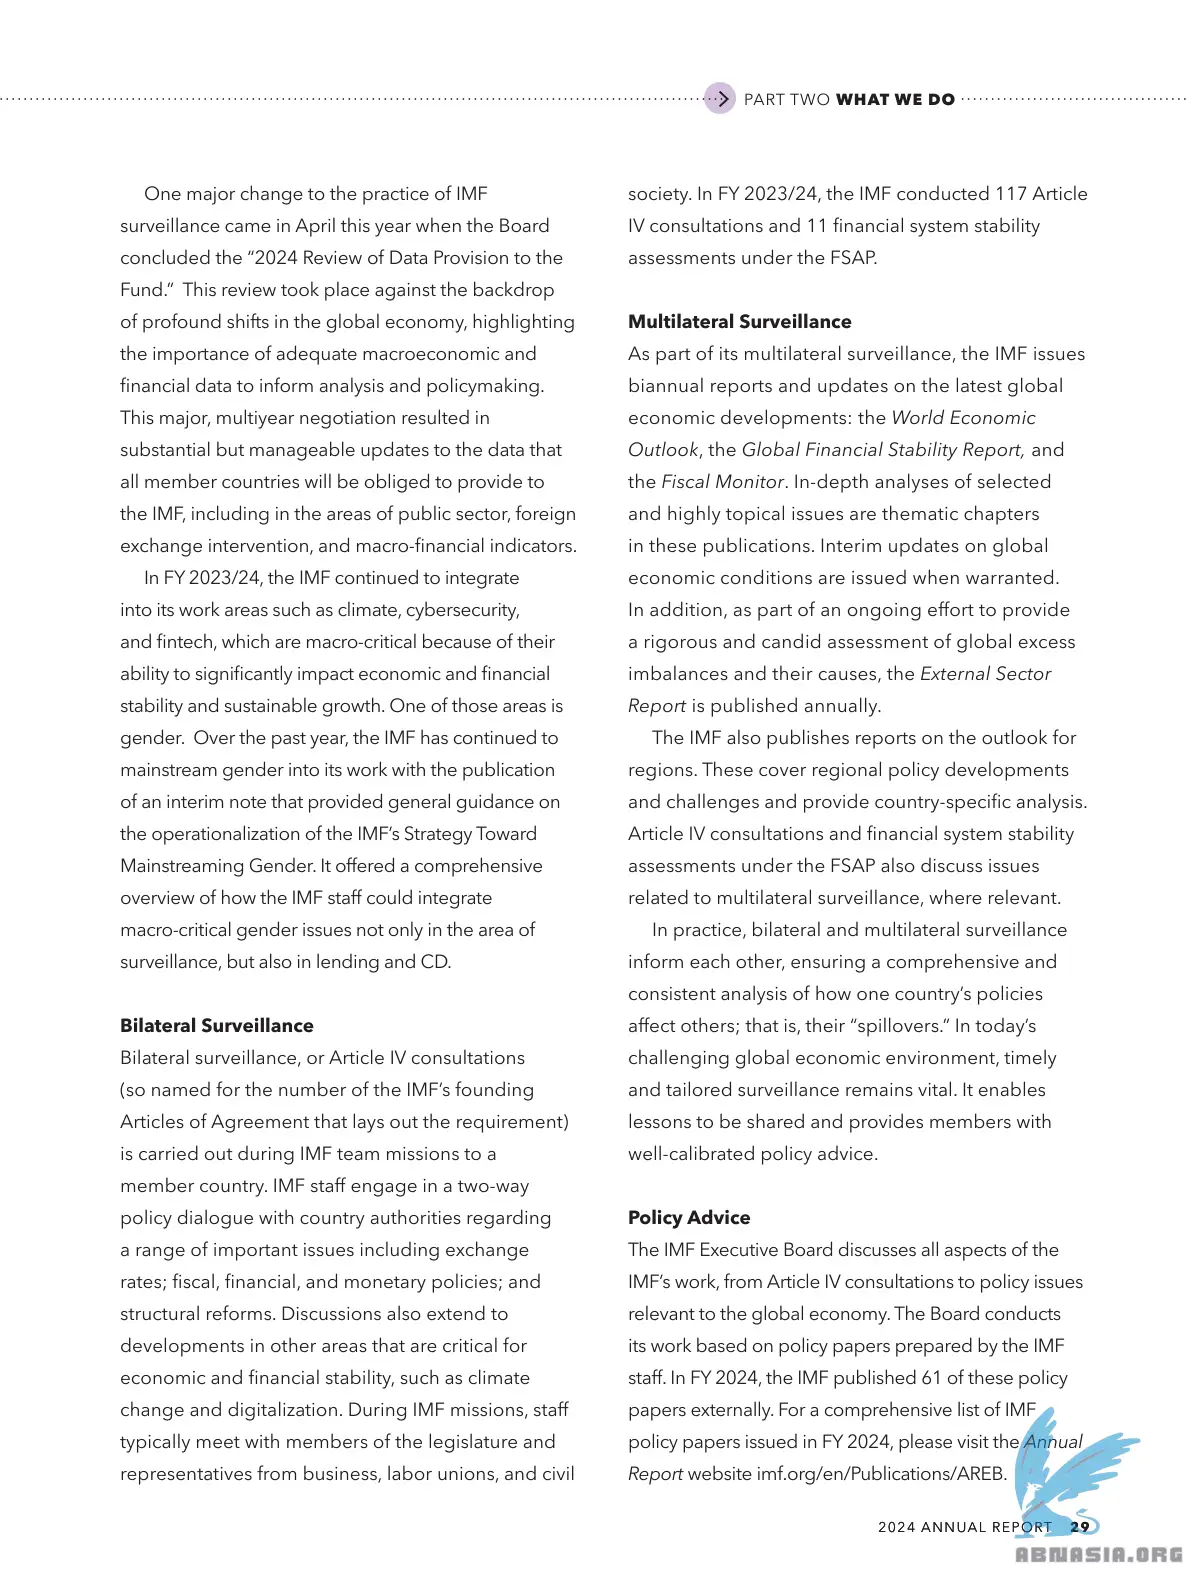 PART TWO WHAT WE DO
One major change to the practice of IMF
surveillance came in April this year when the Board
concluded the “2024 Review of Data Provision to the
Fund.“  This review took place against the backdrop
of profound shifts in the global economy, highlighting
the importance of adequate macroeconomic and
financial data to inform analysis and policymaking.
This major, multiyear negotiation resulted in
substantial but manageable updates to the data that
all member countries will be obliged to provide to
the IMF, including in the areas of public sector, foreign
exchange intervention, and macro-financial indicators.
In FY 2023/24, the IMF continued to integrate
into its work areas such as climate, cybersecurity,
and fintech, which are macro-critical because of their
ability to significantly impact economic and financial
stability and sustainable growth. One of those areas is
gender.  Over the past year, the IMF has continued to
mainstream gender into its work with the publication
of an interim note that provided general guidance on
the operationalization of the IMF‘s Strategy Toward
Mainstreaming Gender. It offered a comprehensive
overview of how the IMF staff could integrate
macro-critical gender issues not only in the area of
surveillance, but also in lending and CD.
Bilateral Surveillance
Bilateral surveillance, or Article IV consultations
(so named for the number of the IMF‘s founding
Articles of Agreement that lays out the requirement)
is carried out during IMF team missions to a
member country. IMF staff engage in a two-way
policy dialogue with country authorities regarding
a range of important issues including exchange
rates; fiscal, financial, and monetary policies; and
structural reforms. Discussions also extend to
developments in other areas that are critical for
economic and financial stability, such as climate
change and digitalization. During IMF missions, staff
typically meet with members of the legislature and
representatives from business, labor unions, and civil
society. In FY 2023/24, the IMF conducted 117 Article
IV consultations and 11 financial system stability
assessments under the FSAP.
Multilateral Surveillance
As part of its multilateral surveillance, the IMF issues
biannual reports and updates on the latest global
economic developments: the World Economic
Outlook, the Global Financial Stability Report, and
the Fiscal Monitor. In-depth analyses of selected
and highly topical issues are thematic chapters
in these publications. Interim updates on global
economic conditions are issued when warranted.
In addition, as part of an ongoing effort to provide
a rigorous and candid assessment of global excess
imbalances and their causes, the External Sector
Report is published annually.
The IMF also publishes reports on the outlook for
regions. These cover regional policy developments
and challenges and provide country-specific analysis.
Article IV consultations and financial system stability
assessments under the FSAP also discuss issues
related to multilateral surveillance, where relevant.
In practice, bilateral and multilateral surveillance
inform each other, ensuring a comprehensive and
consistent analysis of how one country‘s policies
affect others; that is, their “spillovers.“ In today‘s
challenging global economic environment, timely
and tailored surveillance remains vital. It enables
lessons to be shared and provides members with
well-calibrated policy advice.
Policy Advice
The IMF Executive Board discusses all aspects of the
IMF‘s work, from Article IV consultations to policy issues
relevant to the global economy. The Board conducts
its work based on policy papers prepared by the IMF
staff. In FY 2024, the IMF published 61 of these policy
papers externally. For a comprehensive list of IMF
policy papers issued in FY 2024, please visit the Annual
Report website imf.org/en/Publications/AREB.
2024 ANNUAL REPORT 29
ABNASIA.ORG